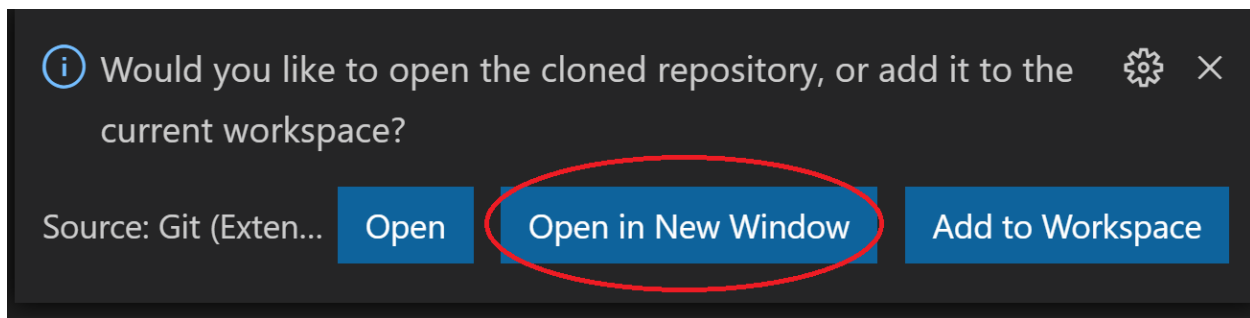 Would you like to open the cloned repository, or add it to the
current workspace?
Source: Git (Exten... Open Open in New Window Add to Workspace